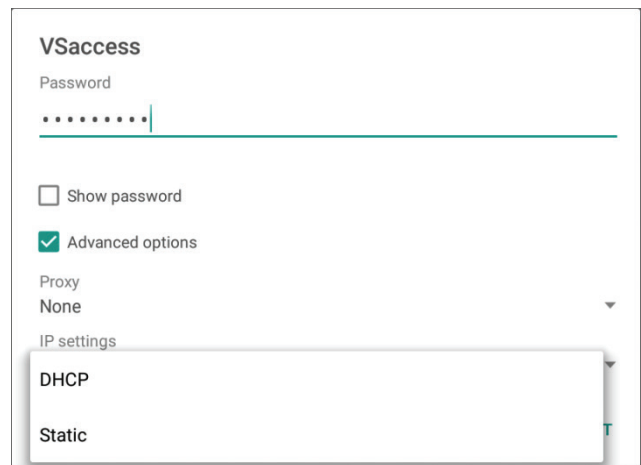 VSaccess
Password
•••••••••
Show password
Advanced options
Proxy
None
IP settings
DHCP
Static
T